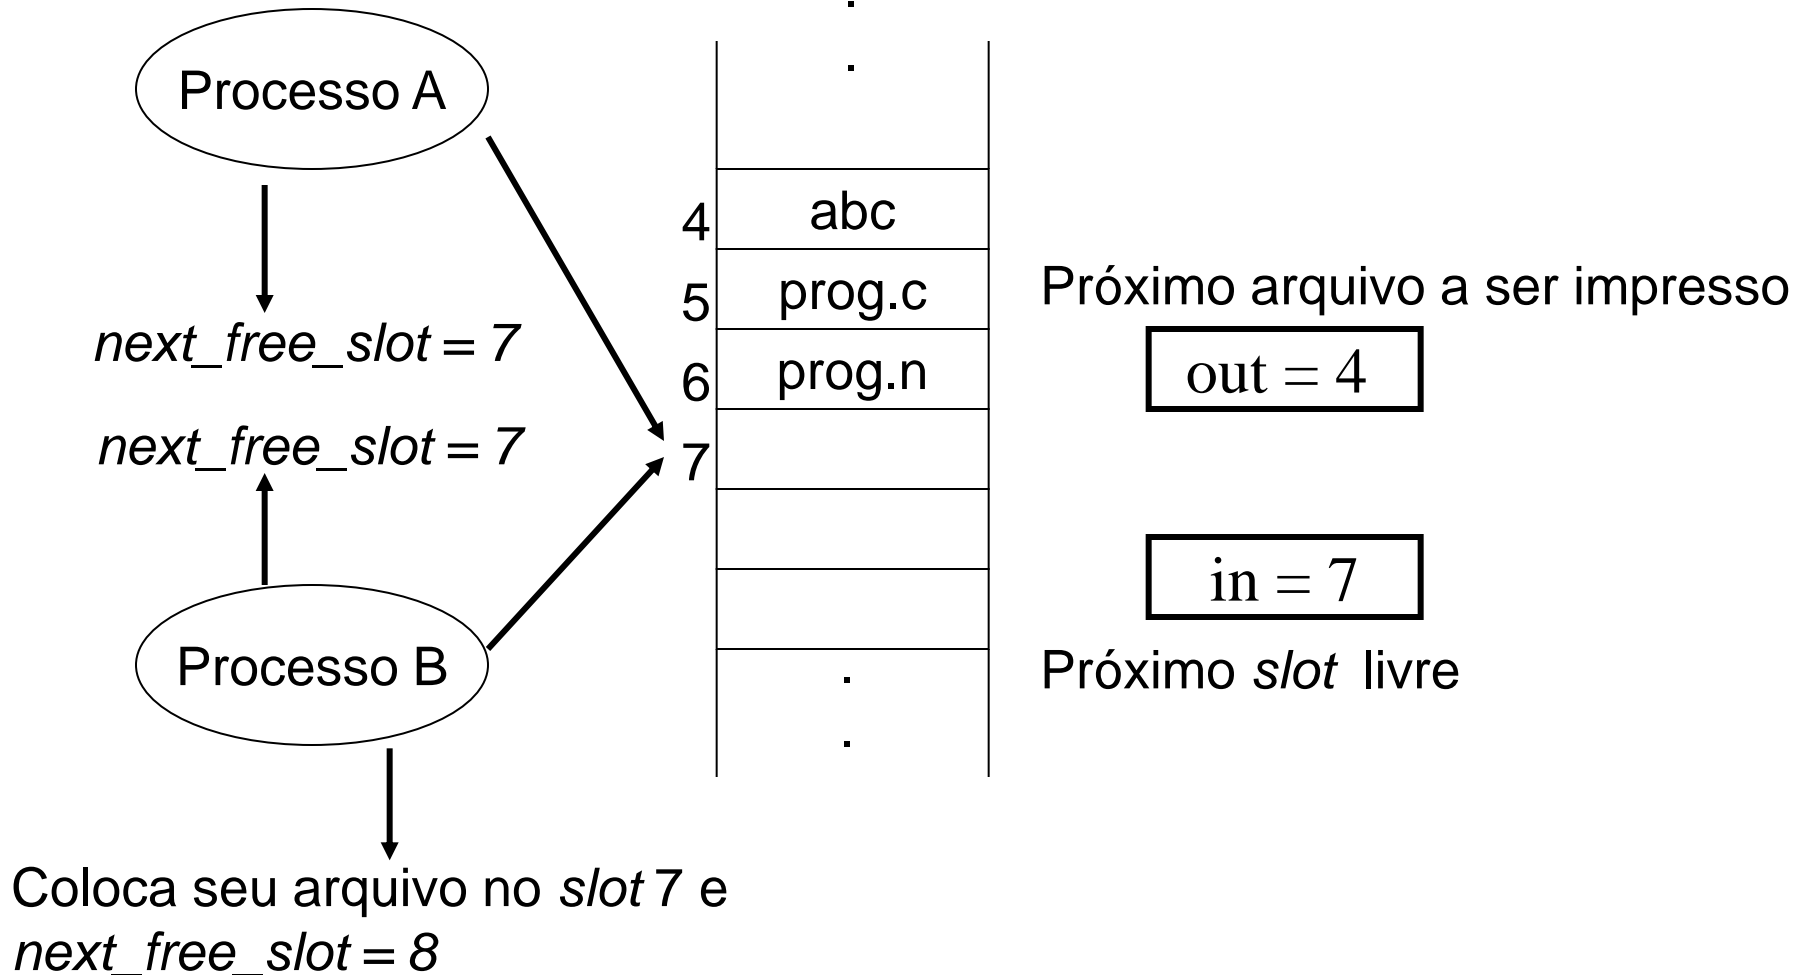 Processo A
next_free_slot = 7
next_free_slot = 7
Processo B
Coloca seu arquivo no slot 7 e
next_free_slot = 8
4 abc
5 prog.c
6 prog.n
7
Próximo arquivo a ser impresso
out = 4
in = 7
Próximo slot livre